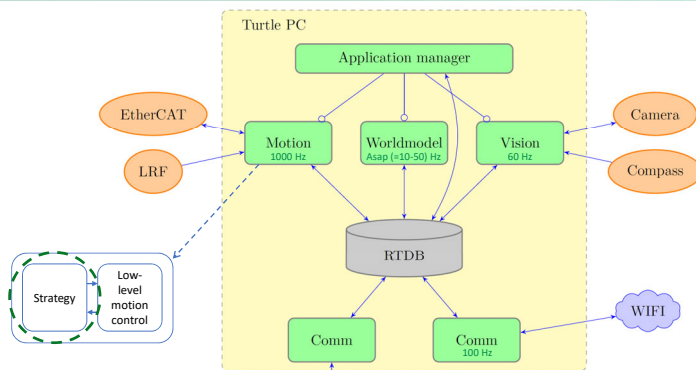 Turtle PC
Application manager
EtherCAT
LRF
Motion
1000 Hz
Worldmodel
Asap (=10-50) Hz
Vision
60 Hz
Camera
Compass
RTDB
Strategy
Low-
level
motion
control
Comm
Comm
100 Hz
WIFI